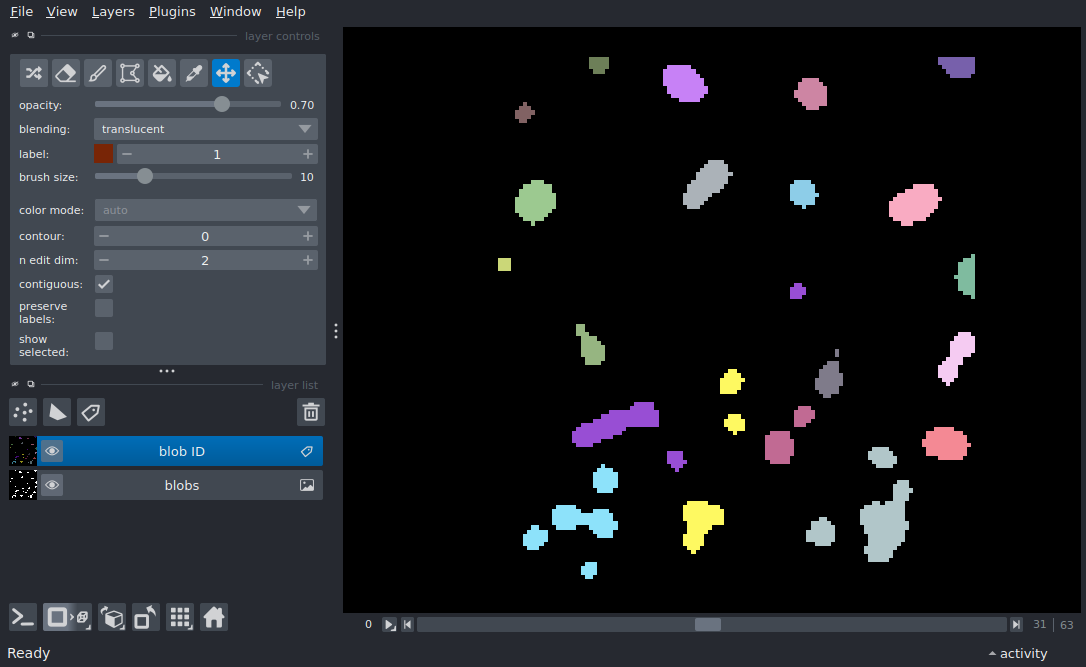 File View Layers Plugins Window Help
layer controls
opacity: 0.70
blending: translucent
label: 1
brush size: 10
color mode: auto
contour: 0
n edit dim: 2
contiguous:
preserve
labels:
show
selected:
layer list
blob ID
blobs
0 31 63
Ready activity